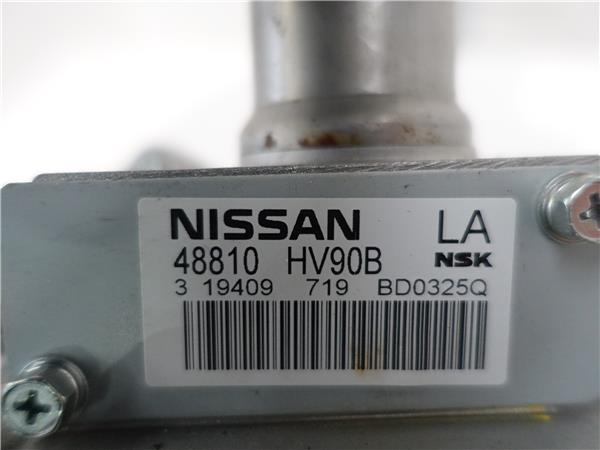 NISSAN LA
48810 HV90B NSK
3 19409 719 BD0325Q